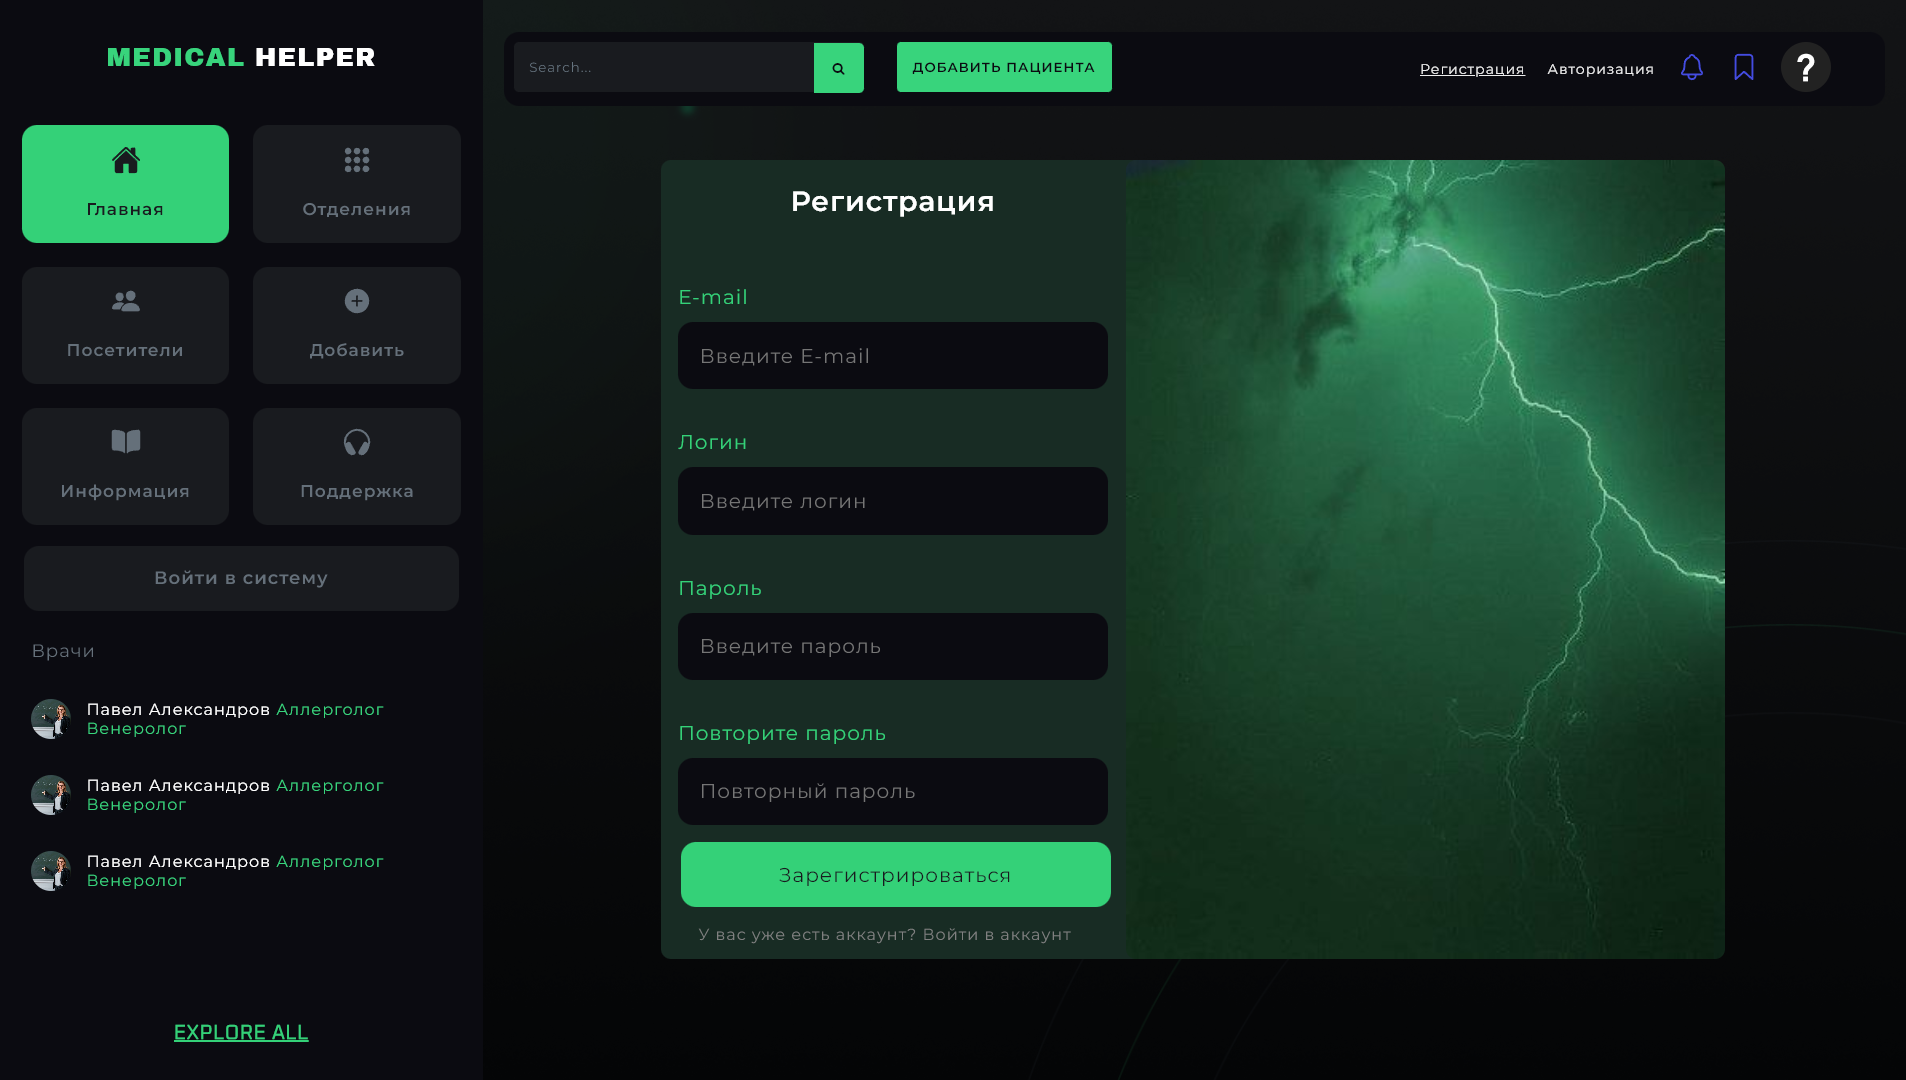 MEDICAL HELPER
Search...
ДОБАВИТЬ ПАЦИЕНТА
Регистрация
Авторизация
?
Главная
Отделения
Посетители
Добавить
Информация
Поддержка
Войти в систему
Врачи
Павел Александров Аллерголог
Венеролог
Павел Александров Аллерголог
Венеролог
Павел Александров Аллерголог
Венеролог
EXPLORE ALL
Регистрация
E-mail
Введите E-mail
Логин
Введите логин
Пароль
Введите пароль
Повторите пароль
Повторный пароль
Зарегистрироваться
У вас уже есть аккаунт? Войти в аккаунт